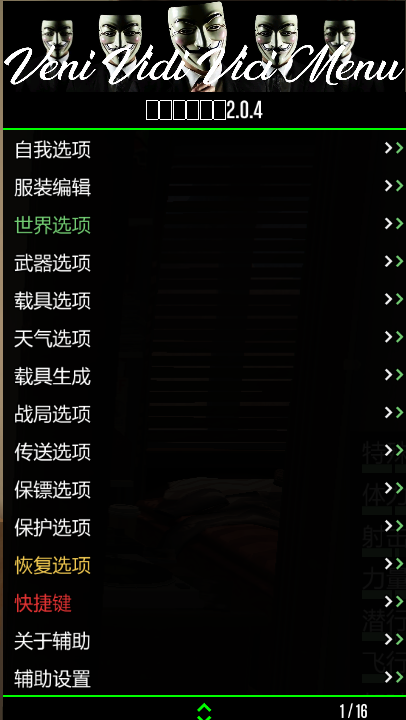 Veni Vidi Vici Menu
2.0.4
自我选项
服装编辑
世界选项
武器选项
载具选项
天气选项
载具生成
战局选项
传送选项
保镖选项
保护选项
恢复选项
快捷键
关于辅助
辅助设置
1 / 16